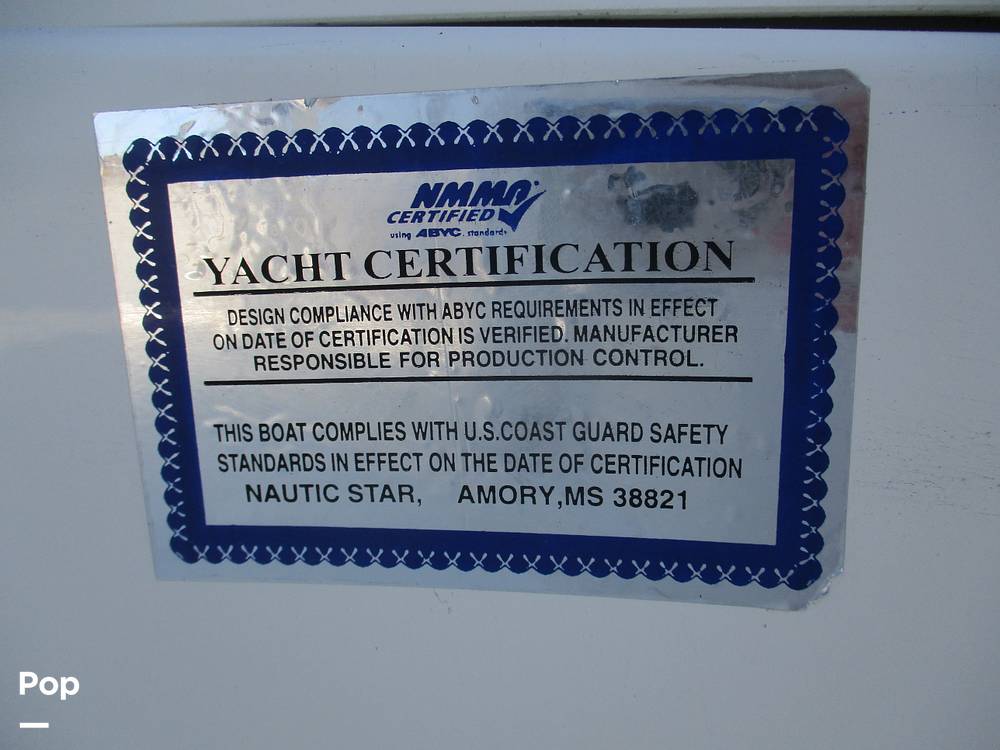 NMMA
CERTIFIED
using ABYC. standards
YACHT CERTIFICATION
DESIGN COMPLIANCE WITH ABYC REQUIREMENTS IN EFFECT
ON DATE OF CERTIFICATION IS VERIFIED. MANUFACTURER
RESPONSIBLE FOR PRODUCTION CONTROL.
THIS BOAT COMPLIES WITH U.S.COAST GUARD SAFETY
STANDARDS IN EFFECT ON THE DATE OF CERTIFICATION
NAUTIC STAR, AMORY,MS 38821
Pop